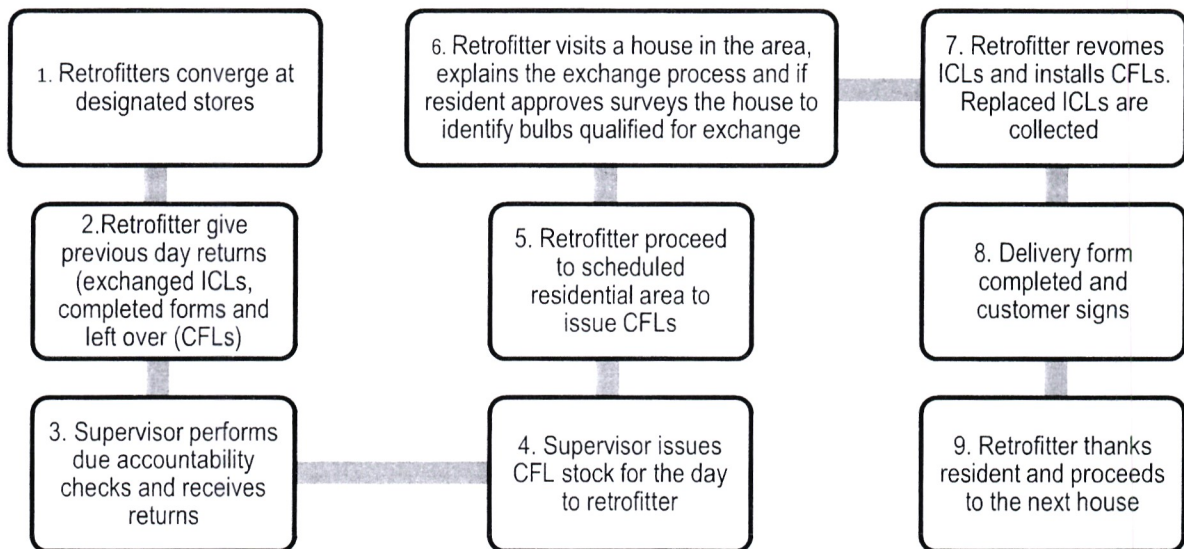 1. Retrofitters converge at
designated stores
2.Retrofitter give
previous day returns
(exchanged ICLs,
completed forms and
left over (CFLs)
3. Supervisor performs
due accountability
checks and receives
returns
4. Supervisor issues
CFL stock for the day
to retrofitter
5. Retrofitter proceed
to scheduled
residential area to
issue CFLs
6. Retrofitter visits a house in the area,
explains the exchange process and if
resident approves surveys the house to
identify bulbs qualified for exchange
7. Retrofitter revomes
ICLs and installs CFLs.
Replaced ICLs are
collected
8. Delivery form
completed and
customer signs
9. Retrofitter thanks
resident and proceeds
to the next house